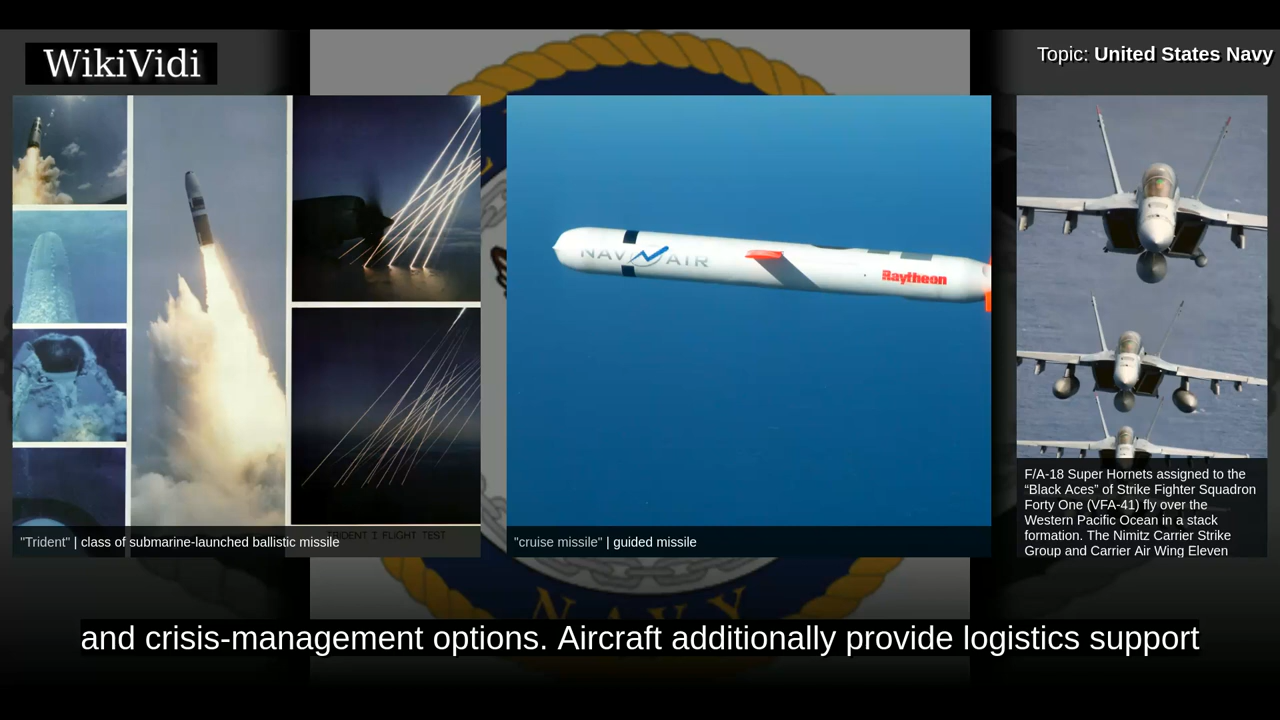 WikiVidi
Topic: United States Navy
NAV AIR
Raytheon
TRIDENT I FLIGHT TEST
"Trident" | class of submarine-launched ballistic missile
"cruise missile" | guided missile
F/A-18 Super Hornets assigned to the
“Black Aces” of Strike Fighter Squadron
Forty One (VFA-41) fly over the
Western Pacific Ocean in a stack
formation. The Nimitz Carrier Strike
Group and Carrier Air Wing Eleven
NAVY
and crisis-management options. Aircraft additionally provide logistics support